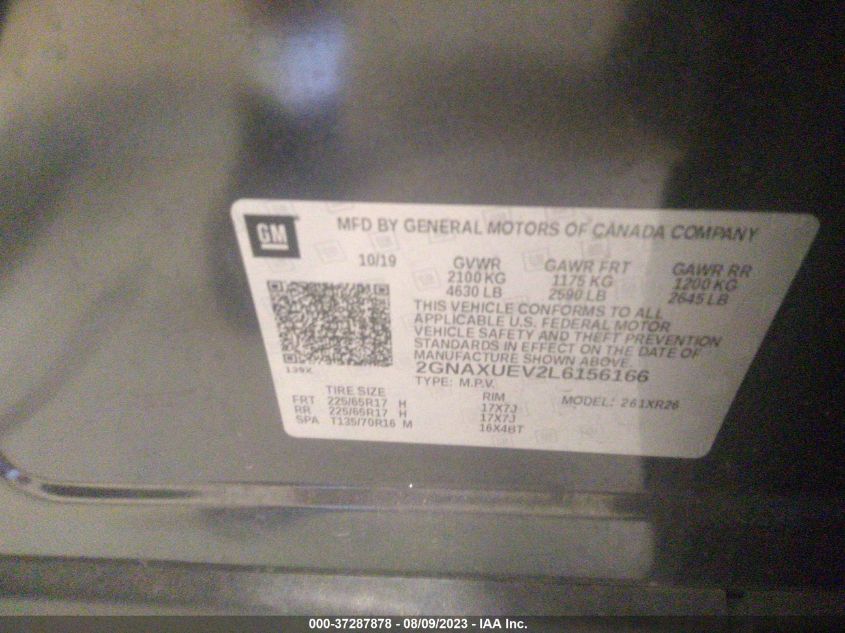 GM
MFD BY GENERAL MOTORS OF CANADA COMPANY
10/19
GVWR GAWR FRT GAWR RR
2100 KG 1175 KG 1200 KG
4630 LB 2590 LB 2645 LB
THIS VEHICLE CONFORMS TO ALL
APPLICABLE U.S. FEDERAL MOTOR
VEHICLE SAFETY AND THEFT PREVENTION
STANDARDS IN EFFECT ON THE DATE OF
MANUFACTURE SHOWN ABOVE.
2GNAXUEV2L6156166
TYPE: M.P.V.
139X
TIRE SIZE RIM MODEL: 261XR26
FRT 225/65R17 H 17X7J
RR 225/65R17 H 17X7J
SPA T135/70R16 M 16X4BT
000-37287878 - 08/09/2023 - IAA Inc.